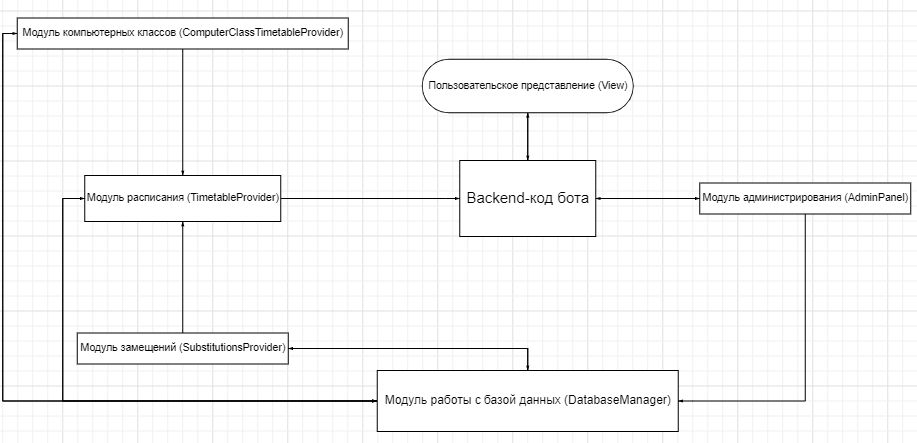 Модуль компьютерных классов (ComputerClassTimetableProvider)
Пользовательское представление (View)
Модуль расписания (TimetableProvider)
Backend-код бота
Модуль администрирования (AdminPanel)
Модуль замещений (SubstitutionsProvider)
Модуль работы с базой данных (DatabaseManager)